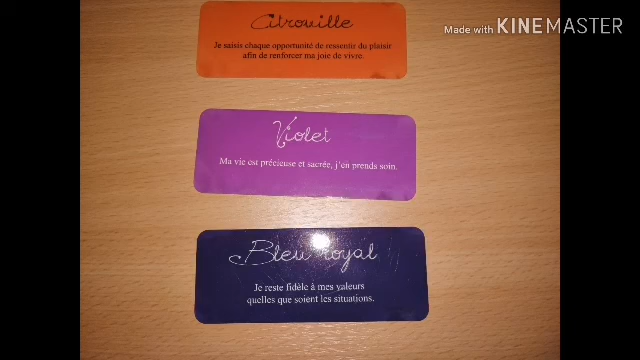 Citrouille
Made with KINEMASTER
Je saisis chaque opportunité de ressentir du plaisir
afin de renforcer ma joie de vivre.
Violet
Ma vie est précieuse et sacrée, j'en prends soin.
Bleu royal
Je reste fidèle à mes valeurs
quelles que soient les situations.